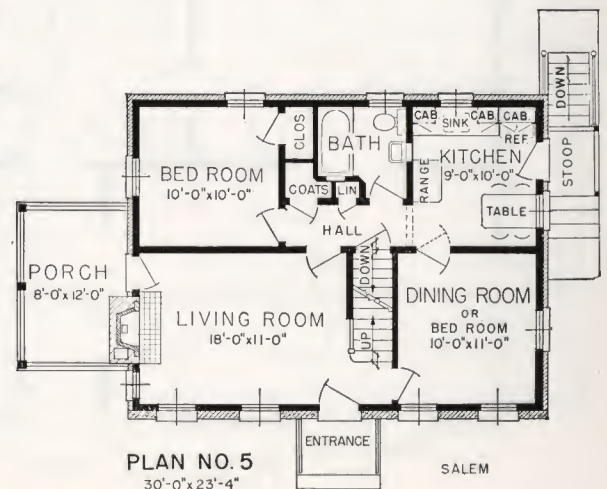 DOWN
STOOP
CLOS
BATH
CAB.
SINK
CAB.
CAB.
REF.
BED ROOM
10'-0"x10'-0"
KITCHEN
9'-0"x10'-0"
RANGE
COATS
LIN
TABLE
HALL
PORCH
8'-0"x12'-0"
DOWN
UP
LIVING ROOM
18'-0"x11-0"
DINING ROOM
OR
BED ROOM
10'-0"x11'-0"
ENTRANCE
PLAN NO. 5
30'-0"x23'-4"
SALEM